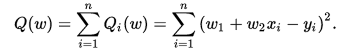 Q(w) = \sum_{i=1}^{n} Q_i(w) = \sum_{i=1}^{n} (w_1 + w_2 x_i - y_i)^2.